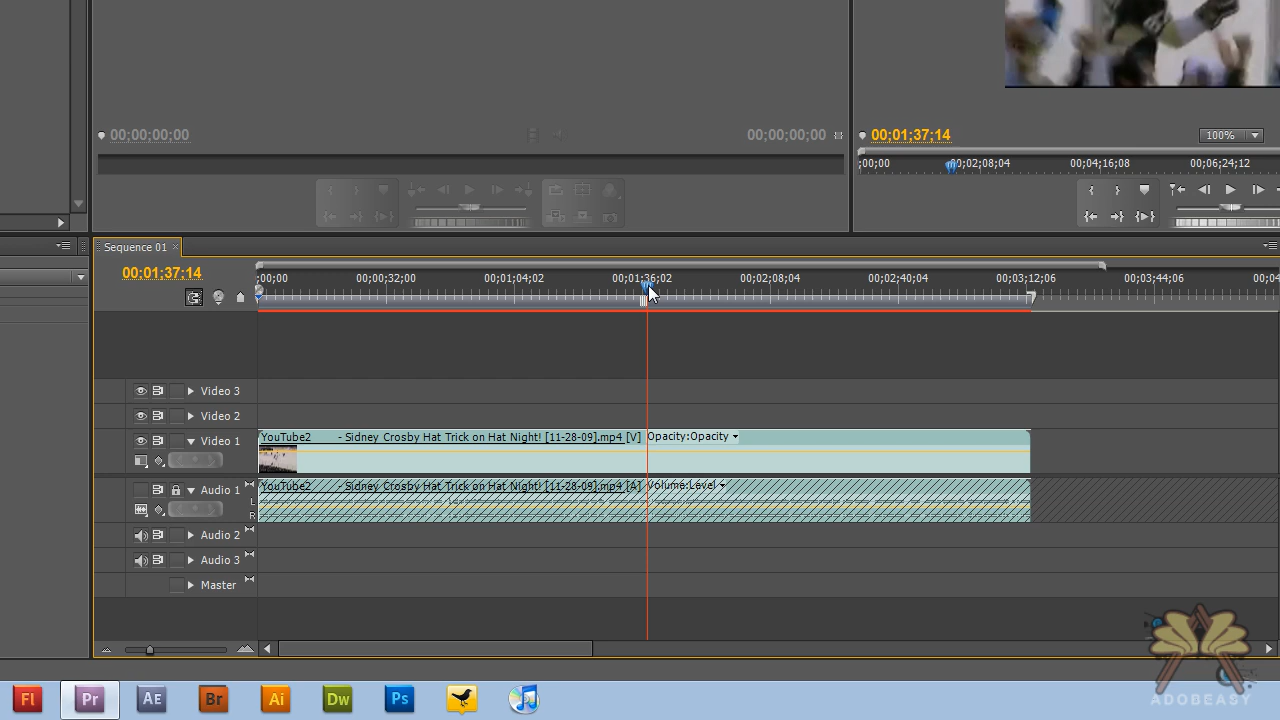 00;00;00;00
00;00;00;00
00;01;37;14
100%
;00;00
00;02;08;04
00;04;16;08
00;06;24;12
Sequence 01
00;01;37;14
;00;00
00;00;32;00
00;01;04;02
00;01;36;02
00;02;08;04
00;02;40;04
00;03;12;06
00;03;44;06
00;04
Video 3
Video 2
Video 1
YouTube2 - Sidney Crosby Hat Trick on Hat Night! [11-28-09].mp4 [V] Opacity:Opacity
Audio 1
YouTube2 - Sidney Crosby Hat Trick on Hat Night! [11-28-09].mp4 [A] Volume:Level
L
R
Audio 2
Audio 3
Master
ADOBEASY
Fl
Pr
AE
Br
Ai
Dw
Ps